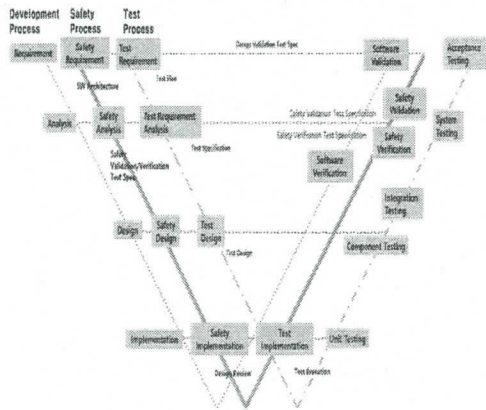 Development Process
Safety Process
Test Process
Requirement
Safety Requirement
Test Requirement
Design Validation Test Spec
Software Validation
Acceptance Testing
Test Plan
SW Architecture
Safety Validation
Analysis
Safety Analysis
Test Requirement Analysis
Safety Validation Test Specification
System Testing
Safety Verification Test Specification
Safety Verification
Test Specification
Software Verification
Safety Validation/Verification Test Spec
Integration Testing
Design
Safety Design
Test Design
Component Testing
Test Design
Implementation
Safety Implementation
Test Implementation
Unit Testing
Design Review
Test Execution